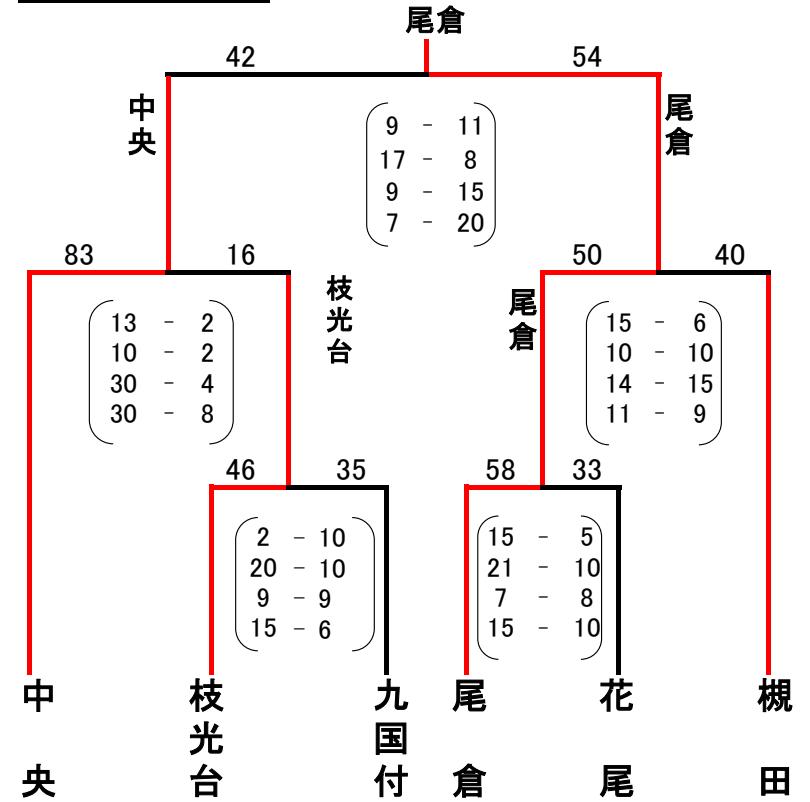 尾倉
42 54
中央
尾倉
9 - 11
17 - 8
9 - 15
7 - 20
83 16
50 40
枝光台
尾倉
13 - 2
10 - 2
30 - 4
30 - 8
15 - 6
10 - 10
14 - 15
11 - 9
46 35
58 33
2 - 10
20 - 10
9 - 9
15 - 6
15 - 5
21 - 10
7 - 8
15 - 10
中央
枝光台
九国付
尾倉
花尾
槻田